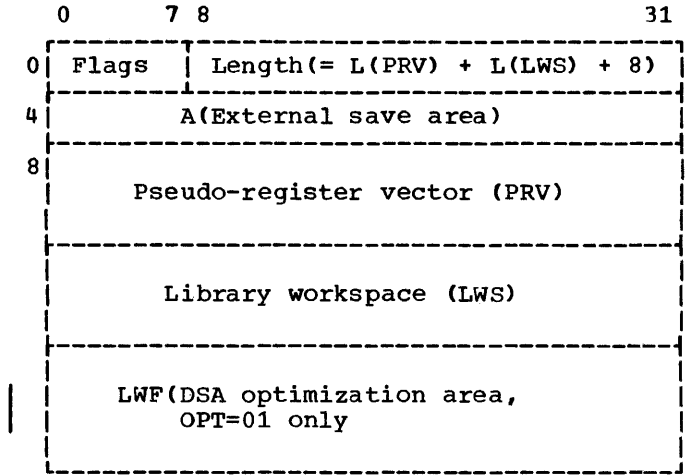 0 7 8 31
0 Flags Length(= L(PRV) + L(LWS) + 8)
4 A(External save area)
8
Pseudo-register vector (PRV)
Library workspace (LWS)
LWF(DSA optimization area,
OPT=01 only